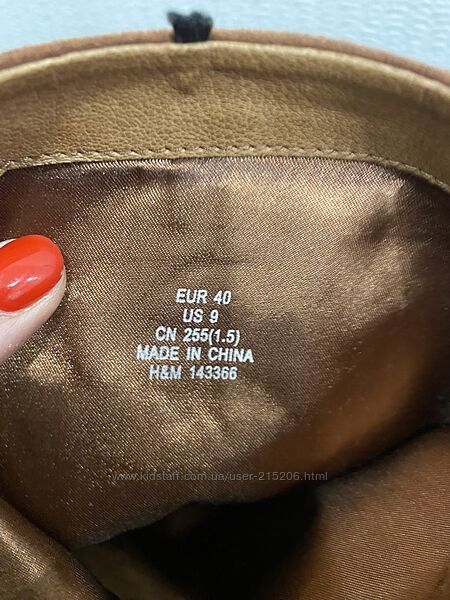 EUR 40
US 9
CN 255(1.5)
MADE IN CHINA
H&M 143366
www.kidstaff.com.ua/user-215206.html